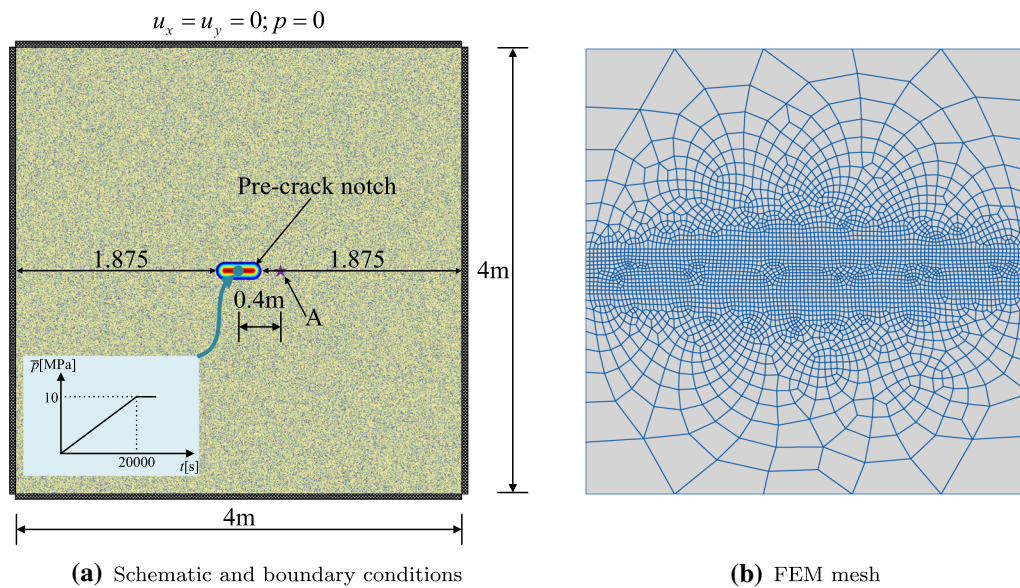 u_x = u_y = 0; p = 0
Pre-crack notch
1.875
1.875
4m
0.4m
A
p̅[MPa]
10
20000
t[s]
4m
(a) Schematic and boundary conditions
(b) FEM mesh